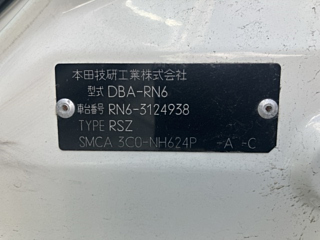 本田技研工業株式会社
型式 DBA-RN6
車台番号 RN6-3124938
TYPE RSZ
SMCA 3C0-NH624P -A -C